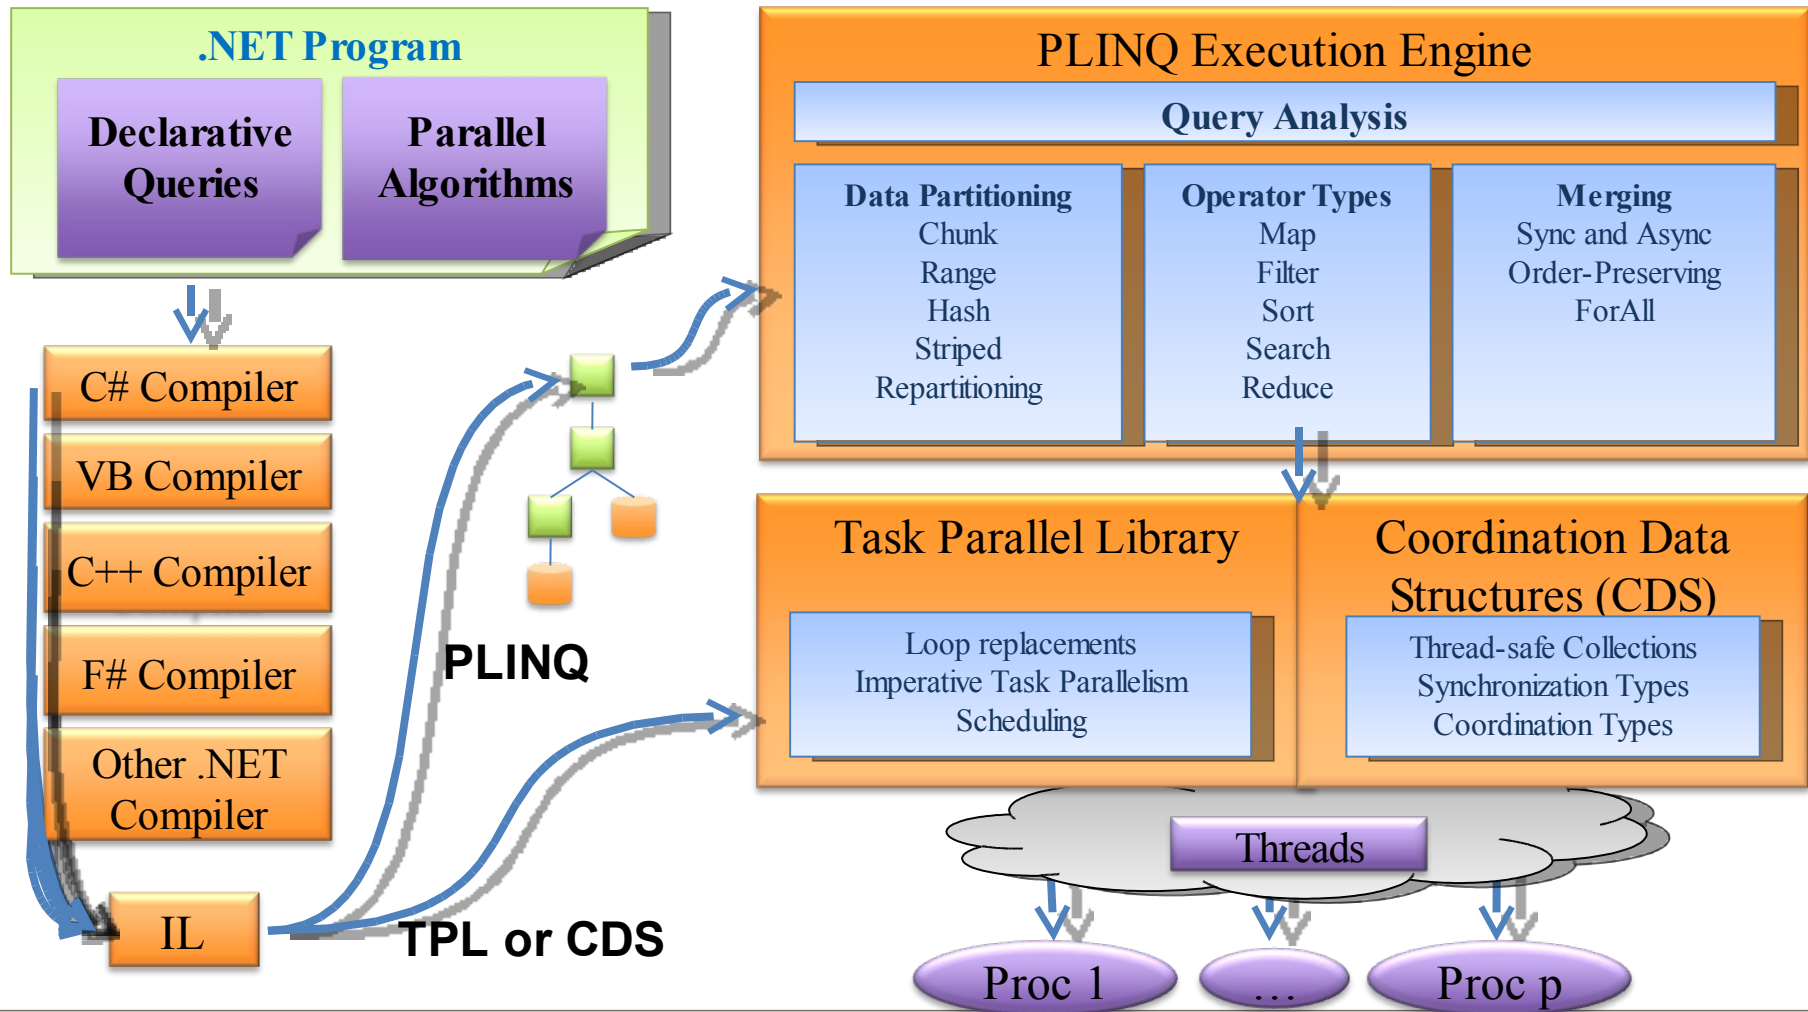 .NET Program
Declarative
Queries
Parallel
Algorithms
C# Compiler
VB Compiler
C++ Compiler
F# Compiler
Other .NET
Compiler
IL
PLINQ
TPL or CDS
PLINQ Execution Engine
Query Analysis
Data Partitioning
Chunk
Range
Hash
Striped
Repartitioning
Operator Types
Map
Filter
Sort
Search
Reduce
Merging
Sync and Async
Order-Preserving
ForAll
Task Parallel Library
Loop replacements
Imperative Task Parallelism
Scheduling
Coordination Data
Structures (CDS)
Thread-safe Collections
Synchronization Types
Coordination Types
Threads
Proc 1
…
Proc p